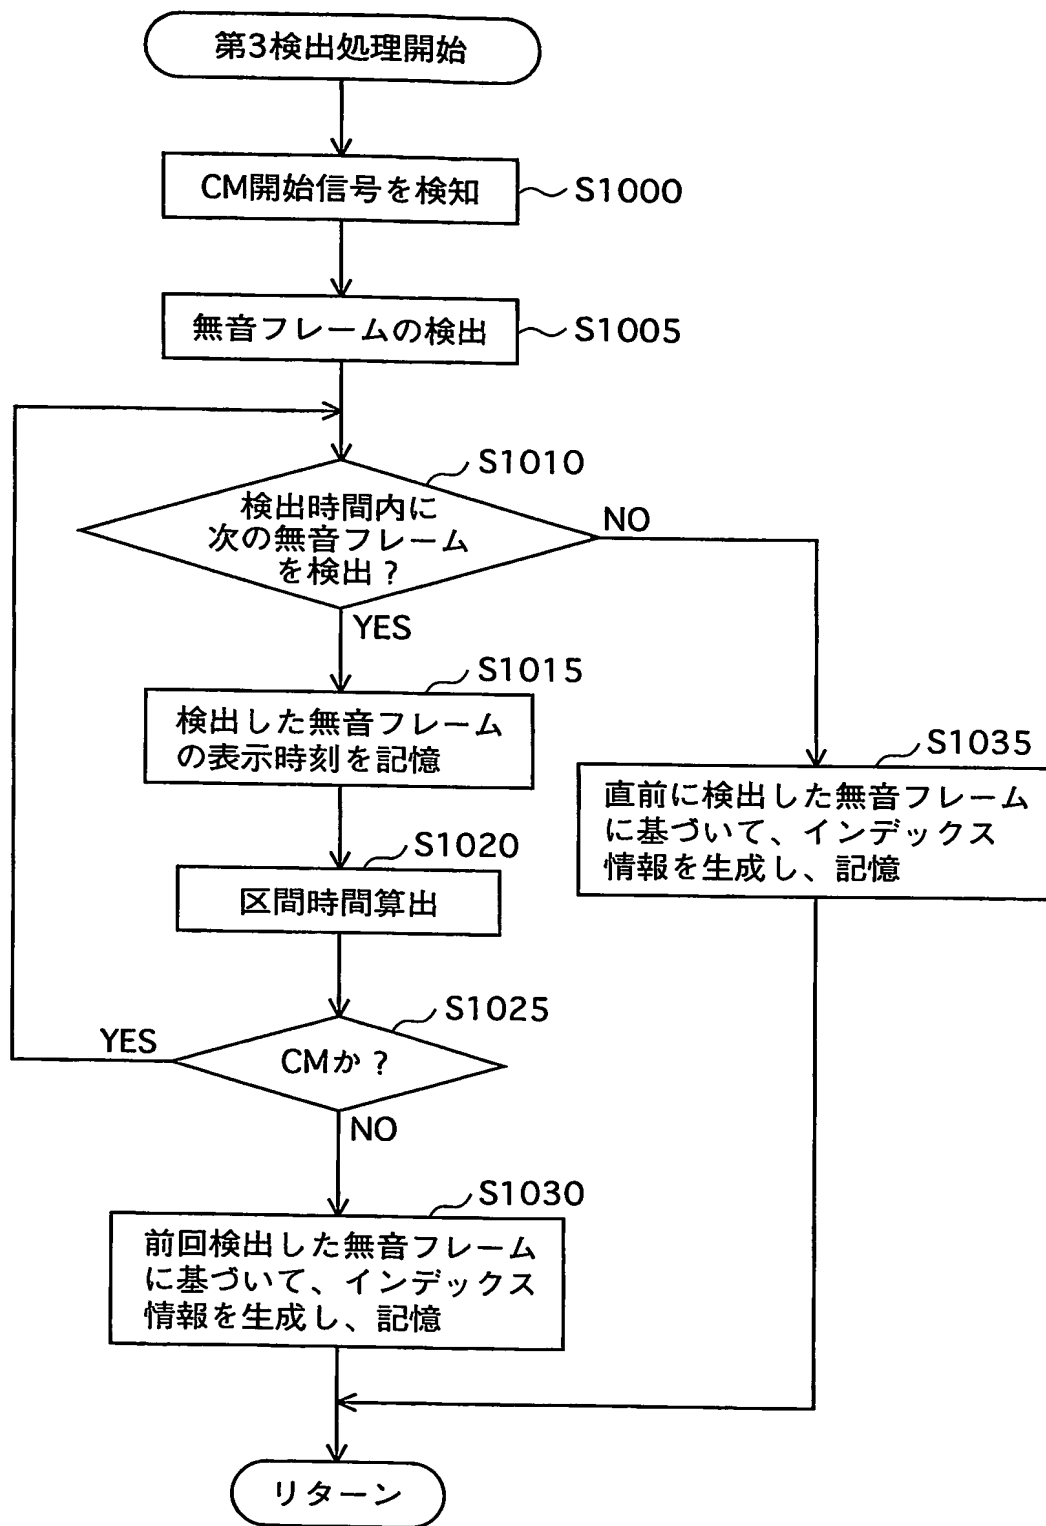 第3検出処理開始
CM開始信号を検知
S1000
無音フレームの検出
S1005
S1010
検出時間内に
次の無音フレーム
を検出？
NO
YES
S1015
検出した無音フレーム
の表示時刻を記憶
S1035
直前に検出した無音フレーム
に基づいて、インデックス
情報を生成し、記憶
S1020
区間時間算出
S1025
YES
CMか？
NO
S1030
前回検出した無音フレーム
に基づいて、インデックス
情報を生成し、記憶
リターン